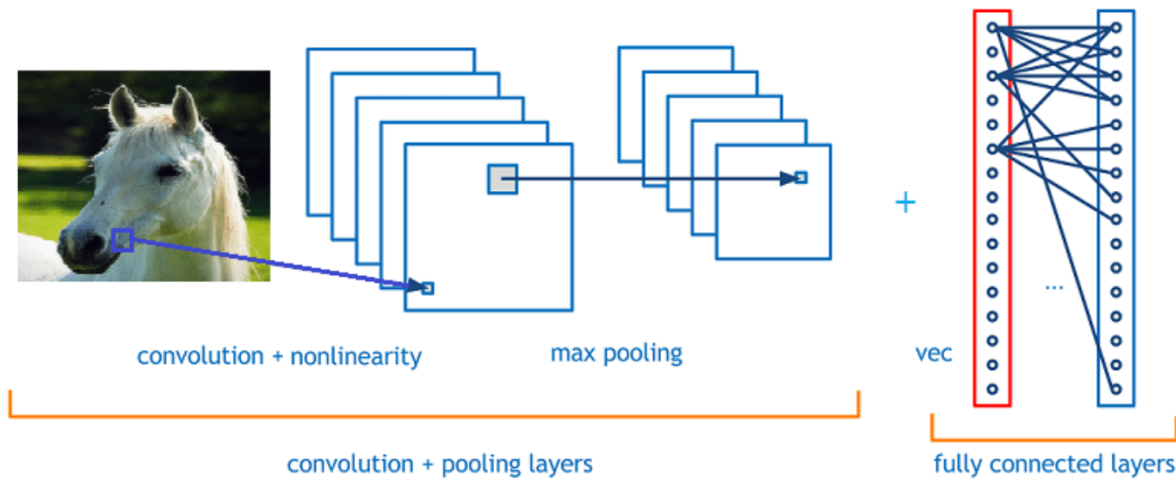 +
convolution + nonlinearity
max pooling
vec
...
convolution + pooling layers
fully connected layers